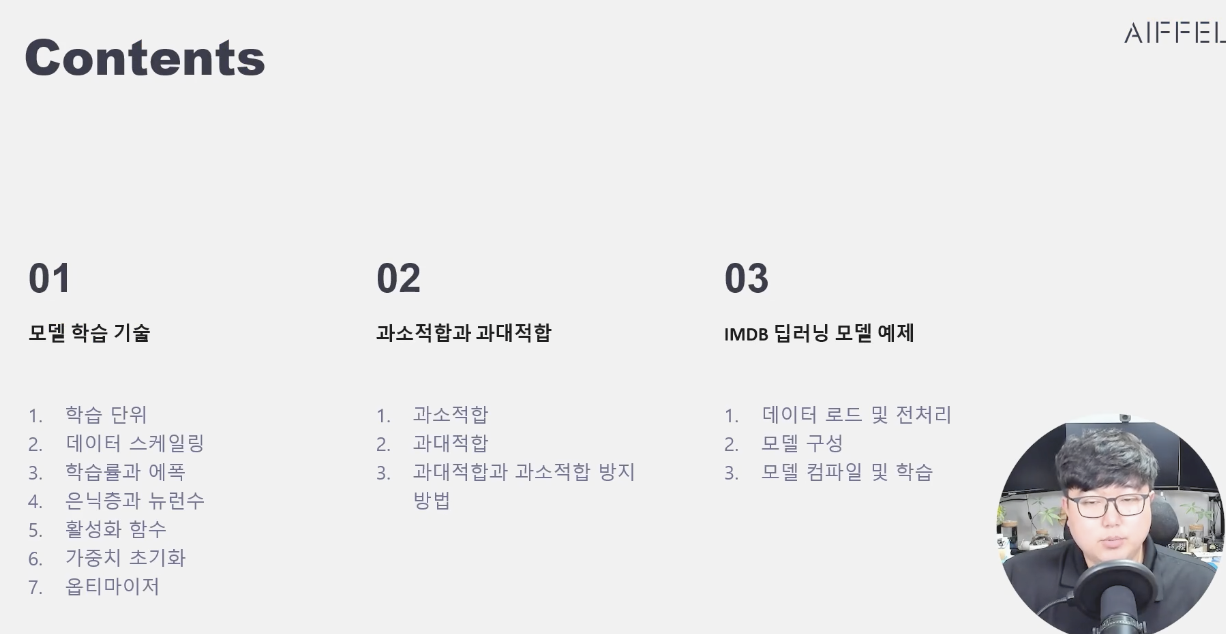 Contents
AIFFEL
01
모델 학습 기술
1. 학습 단위
2. 데이터 스케일링
3. 학습률과 에폭
4. 은닉층과 뉴런수
5. 활성화 함수
6. 가중치 초기화
7. 옵티마이저
02
과소적합과 과대적합
1. 과소적합
2. 과대적합
3. 과대적합과 과소적합 방지
방법
03
IMDB 딥러닝 모델 예제
1. 데이터 로드 및 전처리
2. 모델 구성
3. 모델 컴파일 및 학습